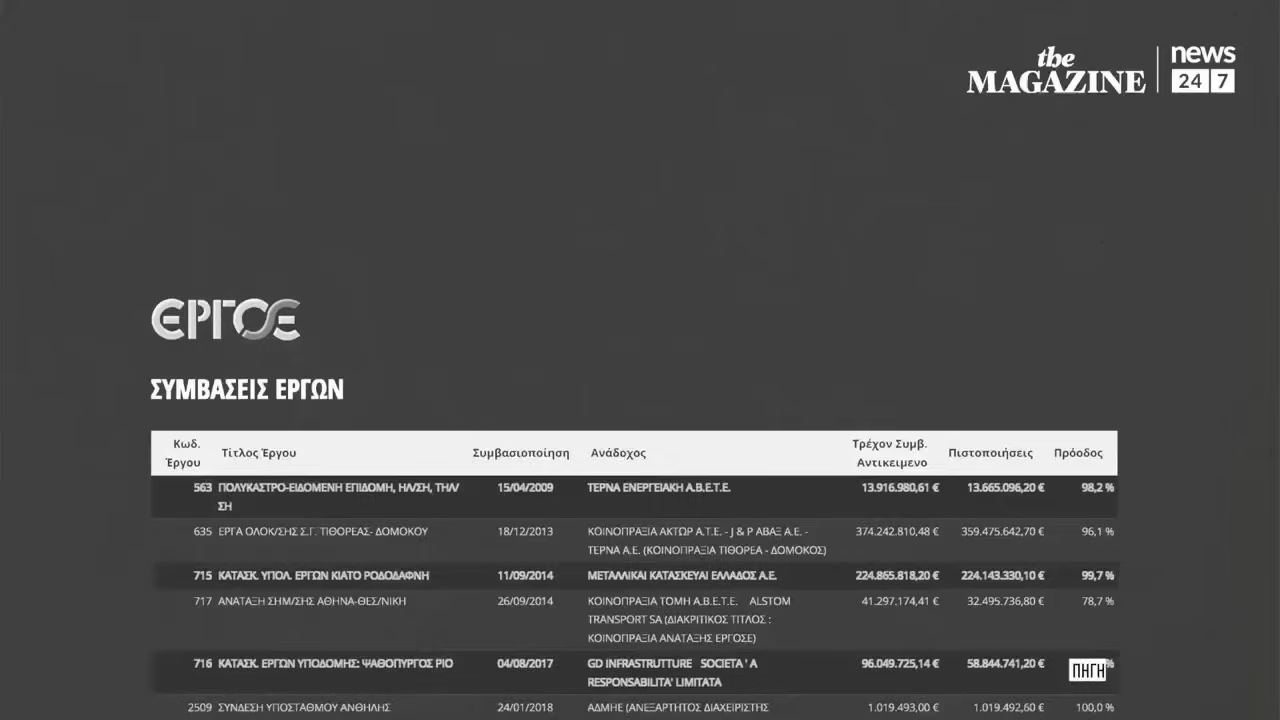 the
MAGAZINE
news
24 7
ΕΡΓΟΣΕ
ΣΥΜΒΑΣΕΙΣ ΕΡΓΩΝ
Κωδ. Έργου Τίτλος Έργου Συμβασιοποίηση Ανάδοχος Τρέχον Συμβ. Αντικειμενο Πιστοποιήσεις Πρόοδος
563 ΠΟΛΥΚΑΣΤΡΟ-ΕΙΔΟΜΕΝΗ ΕΠΙΔΟΜΗ, ΗΛ/ΣΗ, ΤΗΛ/ 15/04/2009 ΤΕΡΝΑ ΕΝΕΡΓΕΙΑΚΗ Α.Β.Ε.Τ.Ε. 13.916.980,61 € 13.665.096,20 € 98,2 %
ΣΗ
635 ΕΡΓΑ ΟΛΟΚ/ΣΗΣ Σ.Γ. ΤΙΘΟΡΕΑΣ- ΔΟΜΟΚΟΥ 18/12/2013 ΚΟΙΝΟΠΡΑΞΙΑ ΑΚΤΩΡ Α.Τ.Ε. - J & P ΑΒΑΞ Α.Ε. - 374.242.810,48 € 359.475.642,70 € 96,1 %
ΤΕΡΝΑ Α.Ε. (ΚΟΙΝΟΠΡΑΞΙΑ ΤΙΘΟΡΕΑ - ΔΟΜΟΚΟΣ)
715 ΚΑΤΑΣΚ. ΥΠΟΛ. ΕΡΓΩΝ ΚΙΑΤΟ ΡΟΔΟΔΑΦΝΗ 11/09/2014 ΜΕΤΑΛΛΙΚΑΙ ΚΑΤΑΣΚΕΥΑΙ ΕΛΛΑΔΟΣ Α.Ε. 224.865.818,20 € 224.143.330,10 € 99,7 %
717 ΑΝΑΤΑΞΗ ΣΗΜ/ΣΗΣ ΑΘΗΝΑ-ΘΕΣ/ΝΙΚΗ 26/09/2014 ΚΟΙΝΟΠΡΑΞΙΑ ΤΟΜΗ Α.Β.Ε.Τ.Ε. ALSTOM 41.297.174,41 € 32.495.736,80 € 78,7 %
TRANSPORT SA (ΔΙΑΚΡΙΤΙΚΟΣ ΤΙΤΛΟΣ :
ΚΟΙΝΟΠΡΑΞΙΑ ΑΝΑΤΑΞΗΣ ΕΡΓΟΣΕ)
716 ΚΑΤΑΣΚ. ΕΡΓΩΝ ΥΠΟΔΟΜΗΣ: ΨΑΘΟΠΥΡΓΟΣ ΡΙΟ 04/08/2017 GD INFRASTRUTTURE SOCIETA ' A 96.049.725,14 € 58.844.741,20 € ΠΗΓΗ %
RESPONSABILITA' LIMITATA
2509 ΣΥΝΔΕΣΗ ΥΠΟΣΤΑΘΜΟΥ ΑΝΘΗΛΗΣ 24/01/2018 ΑΔΜΗΕ (ΑΝΕΞΑΡΤΗΤΟΣ ΔΙΑΧΕΙΡΙΣΤΗΣ 1.019.493,00 € 1.019.492,60 € 100,0 %